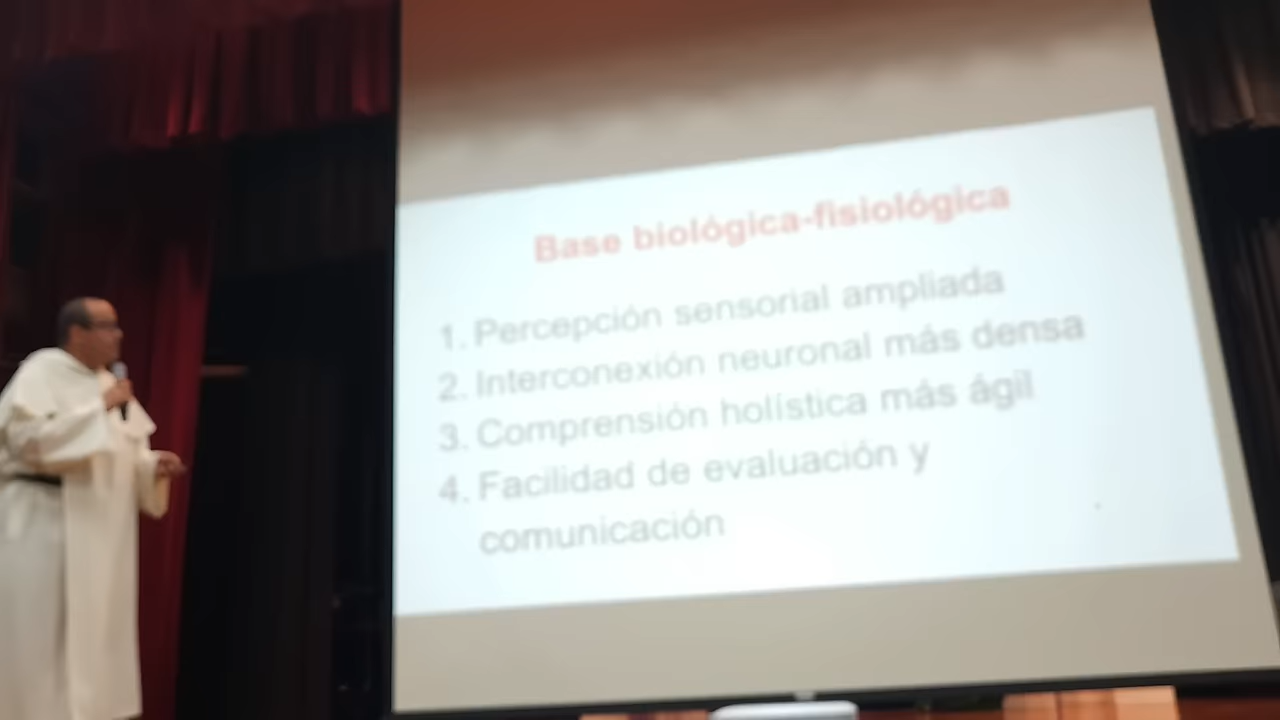 Base biológica-fisiológica
1. Percepción sensorial ampliada
2. Interconexión neuronal más densa
3. Comprensión holística más ágil
4. Facilidad de evaluación y
comunicación